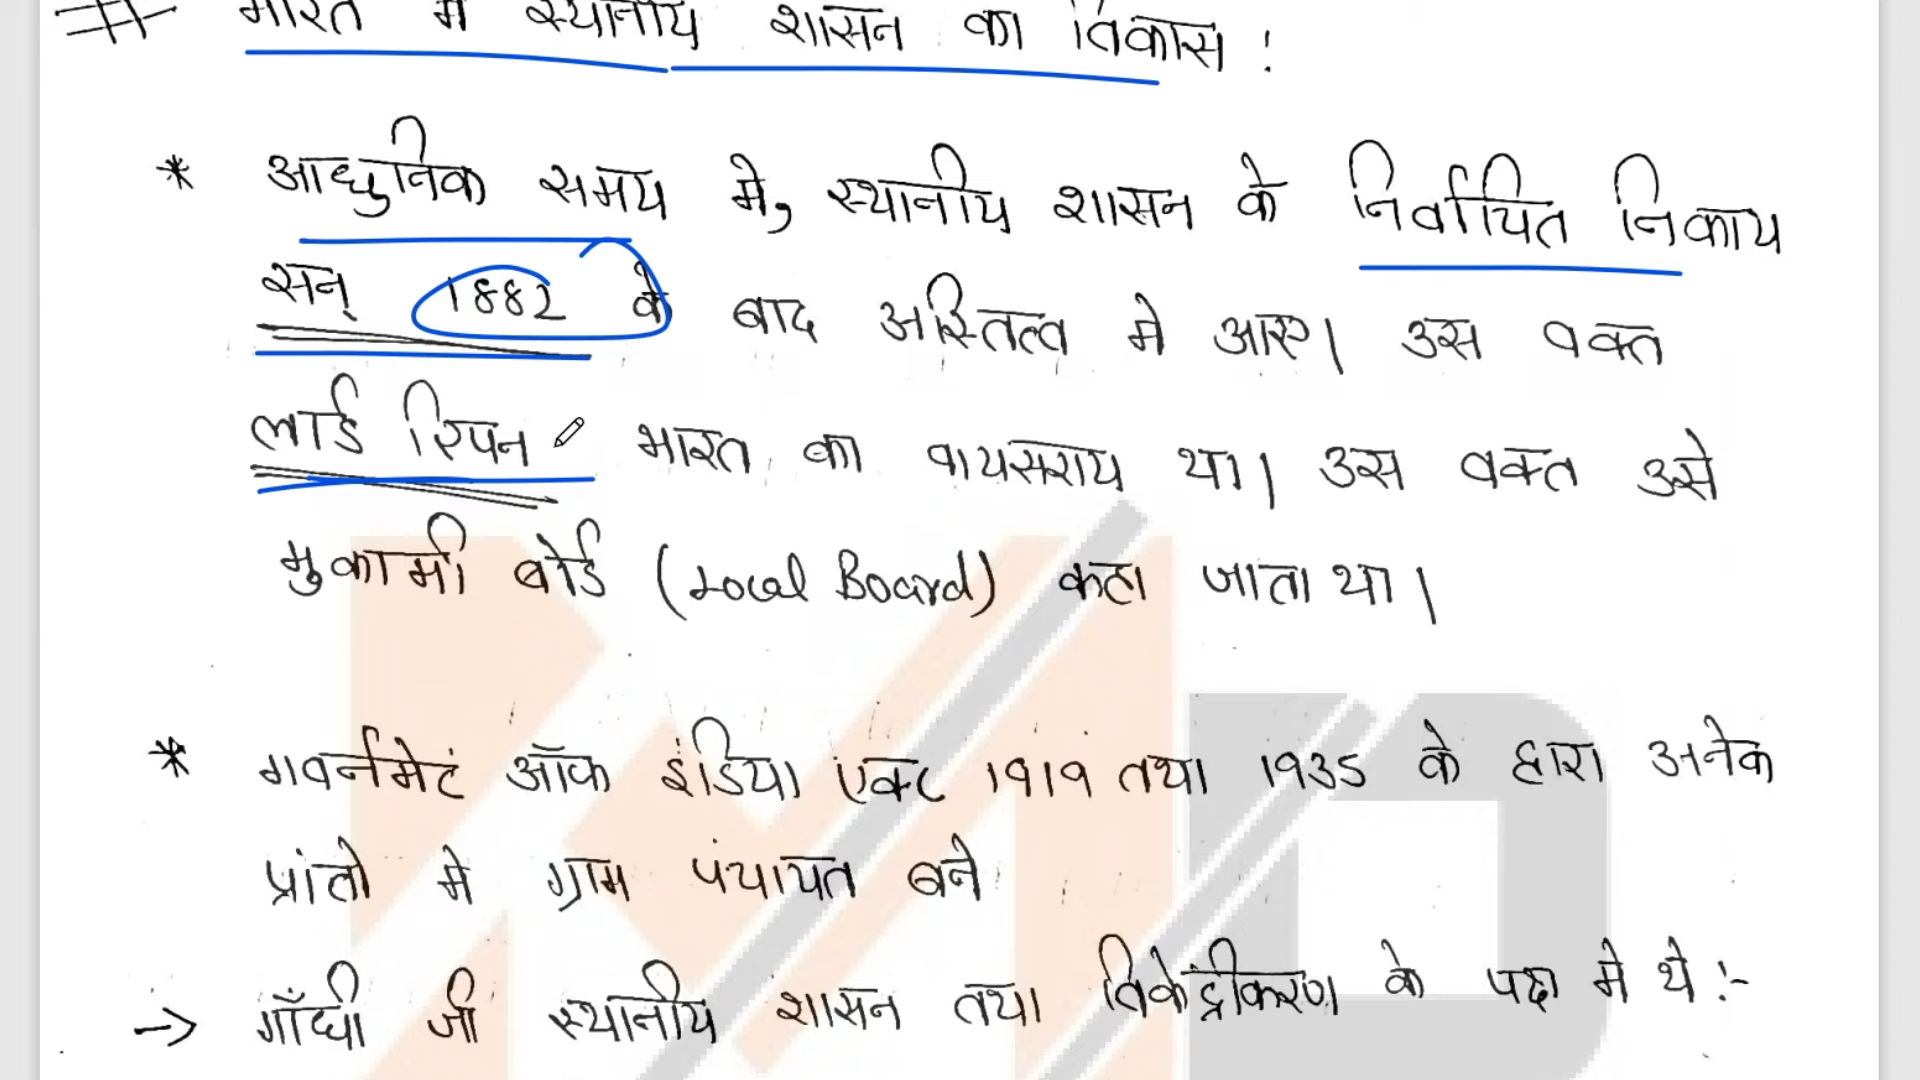 # भारत में स्थानीय शासन का विकास :
* आधुनिक समय मे, स्थानीय शासन के निर्वाचित निकाय
सन् 1882 के बाद अस्तित्व मे आए। उस वक्त
लार्ड रिपन भारत का वायसराय था। उस वक्त उसे
मुकामी बोर्ड (Local Board) कहा जाता था।
* गवर्नमेंट ऑफ इंडिया एक्ट 1919 तथा 1935 के द्वारा अनेक
प्रांतो मे ग्राम पंचायत बने
→ गाँधी जी स्थानीय शासन तथा विकेंद्रीकरण के पक्ष मे थे :-